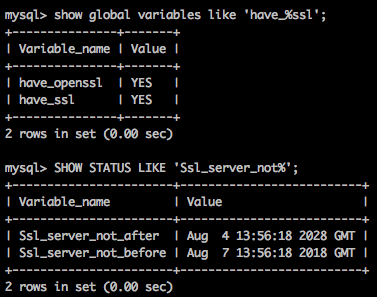 mysql> show global variables like 'have_%ssl';
+---------------+-------+
| Variable_name | Value |
+---------------+-------+
| have_openssl  | YES   |
| have_ssl      | YES   |
+---------------+-------+
2 rows in set (0.00 sec)

mysql> SHOW STATUS LIKE 'Ssl_server_not%';
+-----------------------+--------------------------+
| Variable_name         | Value                    |
+-----------------------+--------------------------+
| Ssl_server_not_after  | Aug  4 13:56:18 2028 GMT |
| Ssl_server_not_before | Aug  7 13:56:18 2018 GMT |
+-----------------------+--------------------------+
2 rows in set (0.00 sec)